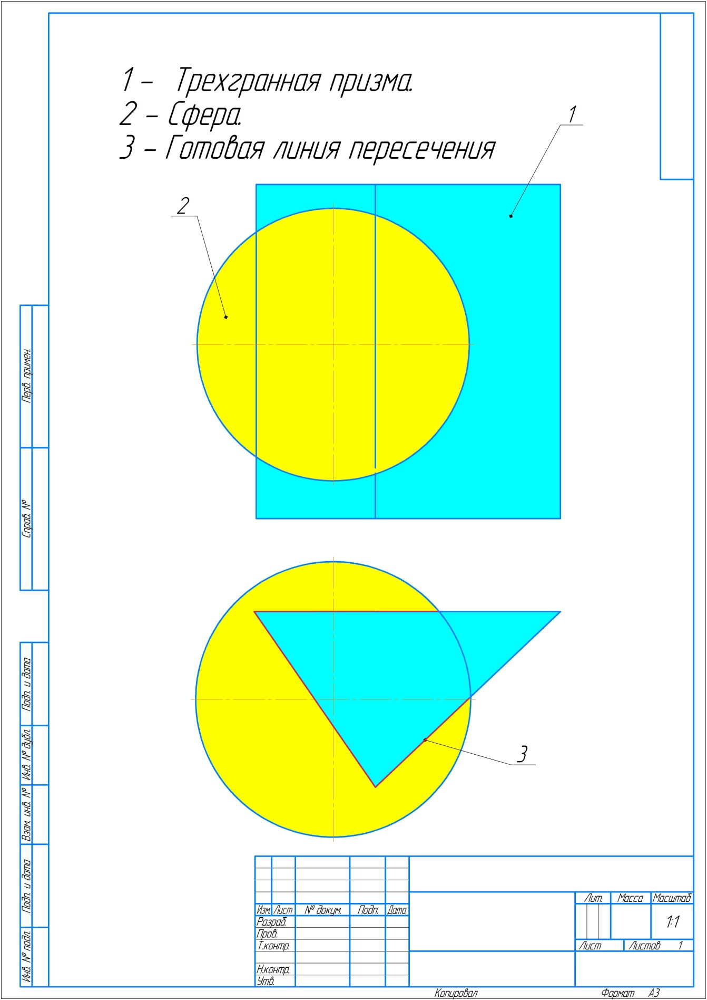 1 - Трехгранная призма.
2 - Сфера.
3 - Готовая линия пересечения
1
2
3
Перв. примен.
Справ. №
Подп. и дата
Инв. № дубл.
Взам. инв. №
Подп. и дата
Инв. № подл.
Изм. Лист № докум. Подп. Дата
Разраб.
Пров.
Т.контр.
Н.контр.
Утв.
Лит. Масса Масштаб
1:1
Лист Листов 1
Копировал Формат А3